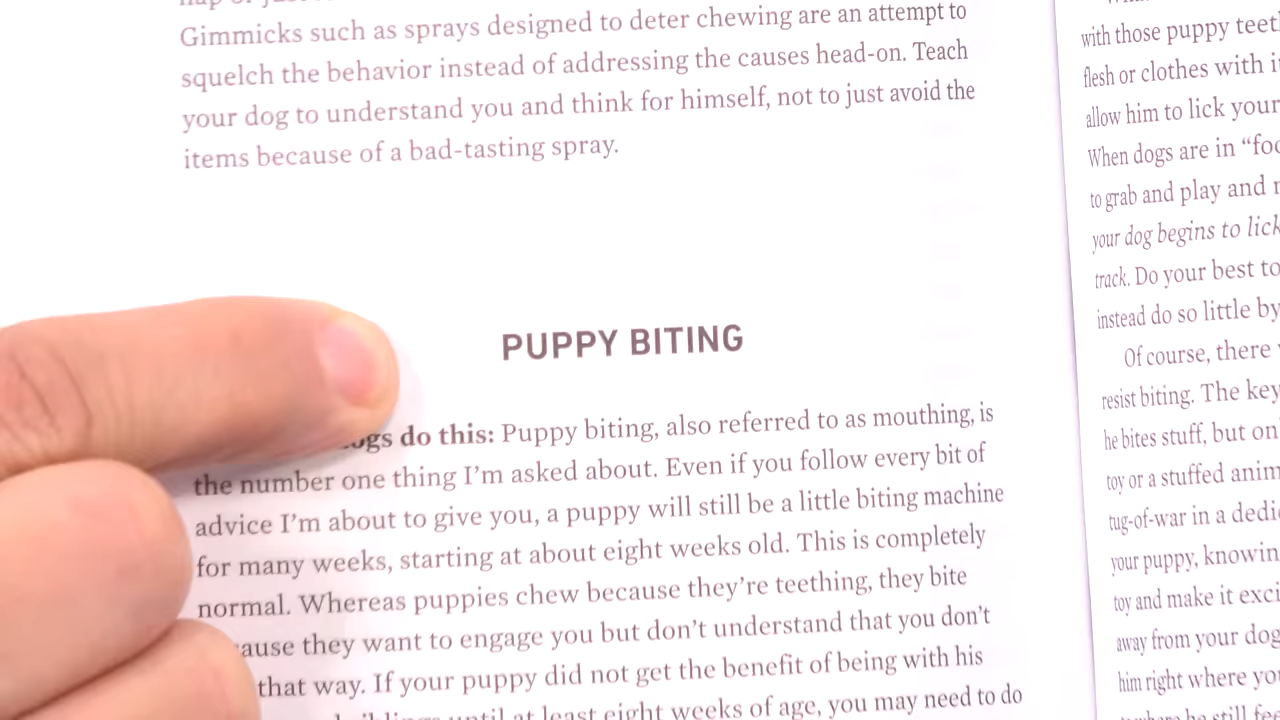 Gimmicks such as sprays designed to deter chewing are an attempt to
squelch the behavior instead of addressing the causes head-on. Teach
your dog to understand you and think for himself, not to just avoid the
items because of a bad-tasting spray.
PUPPY BITING
do this: Puppy biting, also referred to as mouthing, is
the number one thing I'm asked about. Even if you follow every bit of
advice I'm about to give you, a puppy will still be a little biting machine
for many weeks, starting at about eight weeks old. This is completely
normal. Whereas puppies chew because they're teething, they bite
they want to engage you but don't understand that you don't
that way. If your puppy did not get the benefit of being with his
until at least eight weeks of age, you may need to do
with those puppy
flesh or clothes with
allow him to lick your
When dogs are in
to grab and play and
your dog begins to lick
track. Do your best to
instead do so little by
Of course, there
resist biting. The key
he bites stuff, but on
toy or a stuffed
tug-of-war in a
your puppy,
toy and make it
away from your dog
him right where
he still